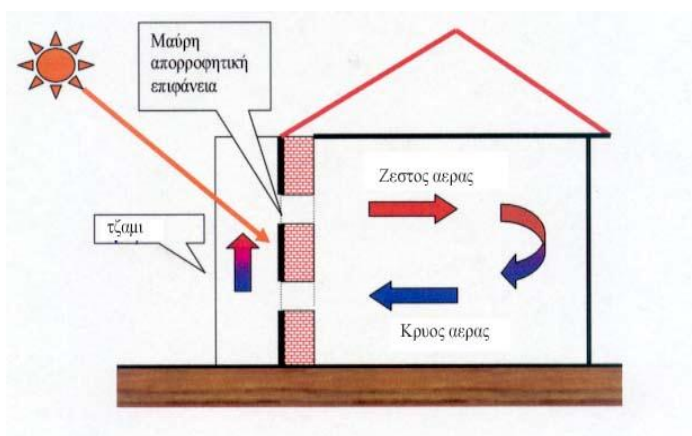 Μαύρη
απορροφητική
επιφάνεια
Ζεστος αερας
τζαμι
Κρυος αερας